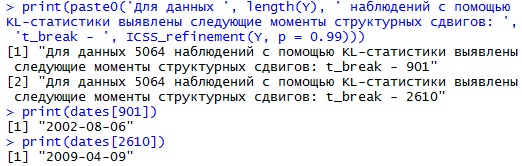 > print(paste0('Для данных ', length(Y), ' наблюдений с помощью
KL-статистики выявлены следующие моменты структурных сдвигов: ',
 't_break - ', ICSS_refinement(Y, p = 0.99)))
[1] "Для данных 5064 наблюдений с помощью KL-статистики выявлены
 следующие моменты структурных сдвигов: t_break - 901"
[2] "Для данных 5064 наблюдений с помощью KL-статистики выявлены
 следующие моменты структурных сдвигов: t_break - 2610"
> print(dates[901])
[1] "2002-08-06"
> print(dates[2610])
[1] "2009-04-09"